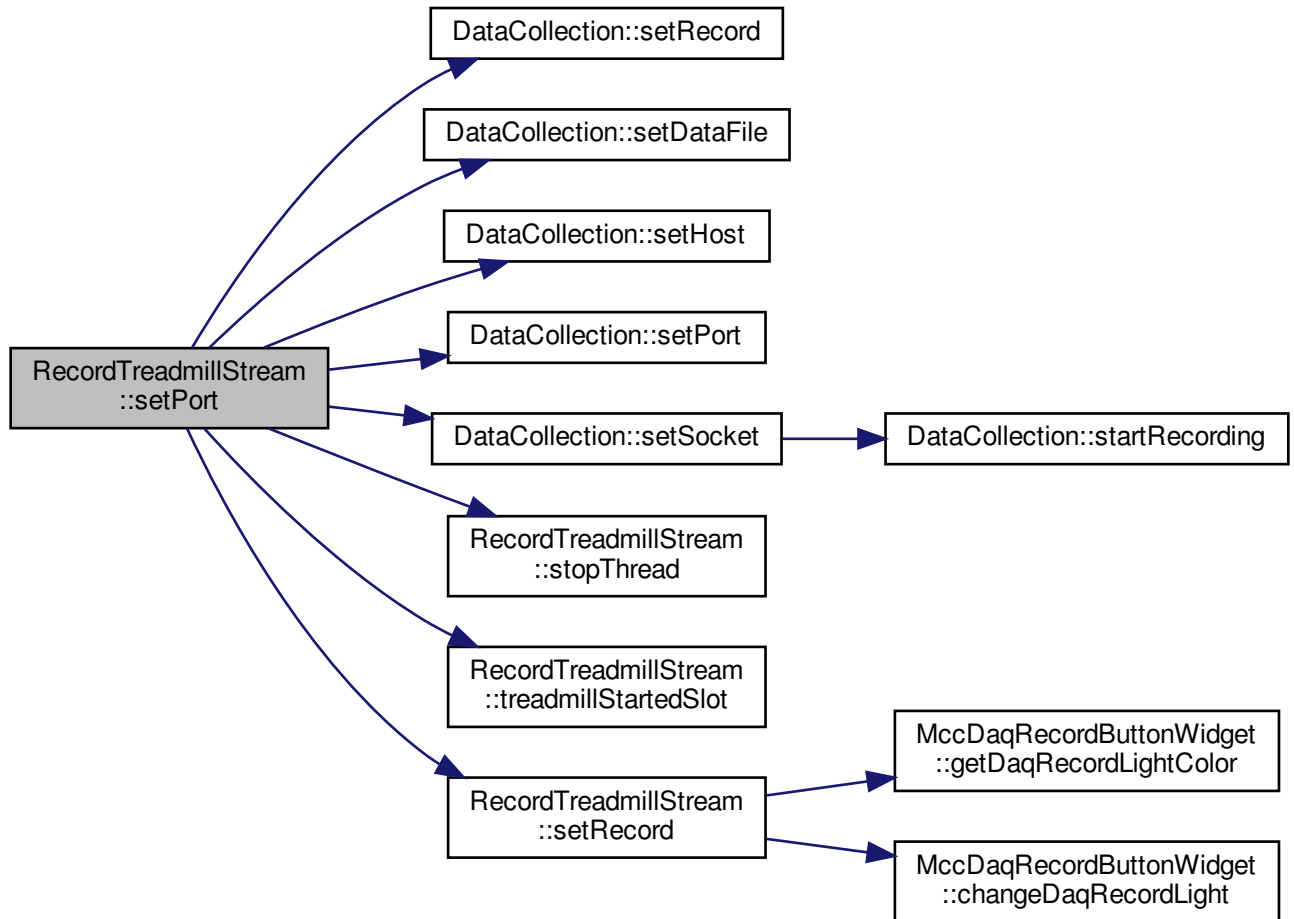 DataCollection::setRecord
DataCollection::setDataFile
DataCollection::setHost
DataCollection::setPort
RecordTreadmillStream
::setPort
DataCollection::setSocket
DataCollection::startRecording
RecordTreadmillStream
::stopThread
RecordTreadmillStream
::treadmillStartedSlot
RecordTreadmillStream
::setRecord
MccDaqRecordButtonWidget
::getDaqRecordLightColor
MccDaqRecordButtonWidget
::changeDaqRecordLight